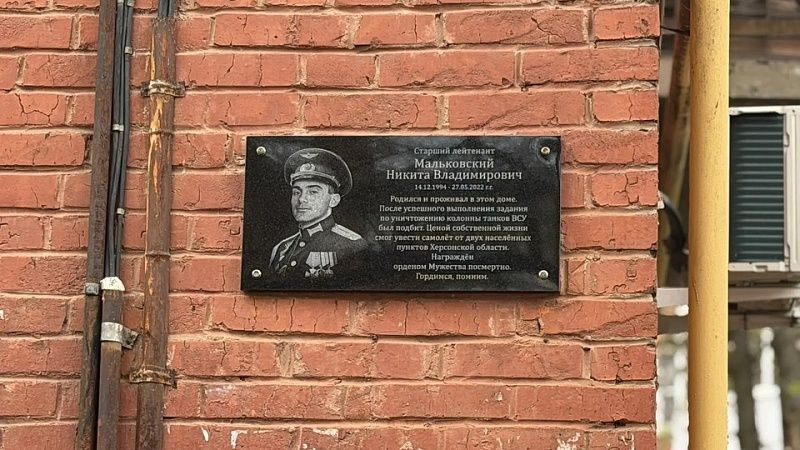 Старший лейтенант
Мальковский
Никита Владимирович
14.12.1994 - 27.05.2022 г.г.
Родился и проживал в этом доме.
После успешного выполнения задания
по уничтожению колонны танков ВСУ
был подбит. Ценой собственной жизни
смог увести самолёт от двух населённых
пунктов Херсонской области.
Награждён
орденом Мужества посмертно.
Гордимся, помним.